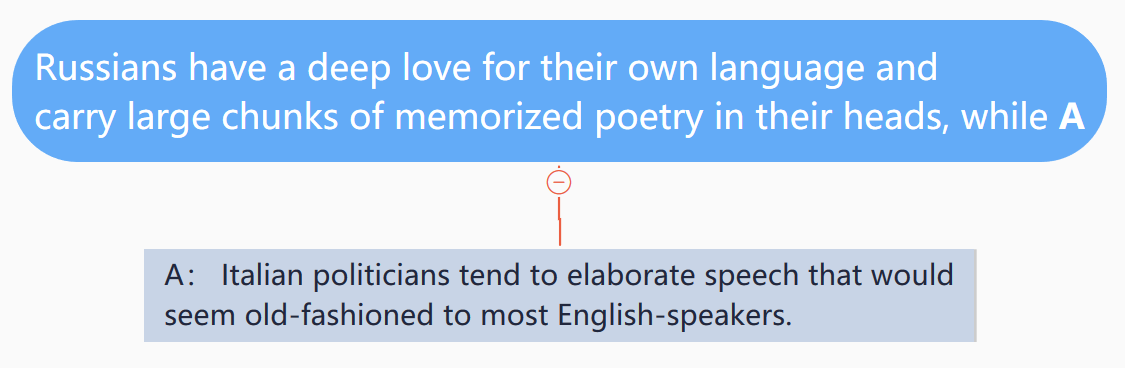 Russians have a deep love for their own language and
carry large chunks of memorized poetry in their heads, while A
A： Italian politicians tend to elaborate speech that would
seem old-fashioned to most English-speakers.